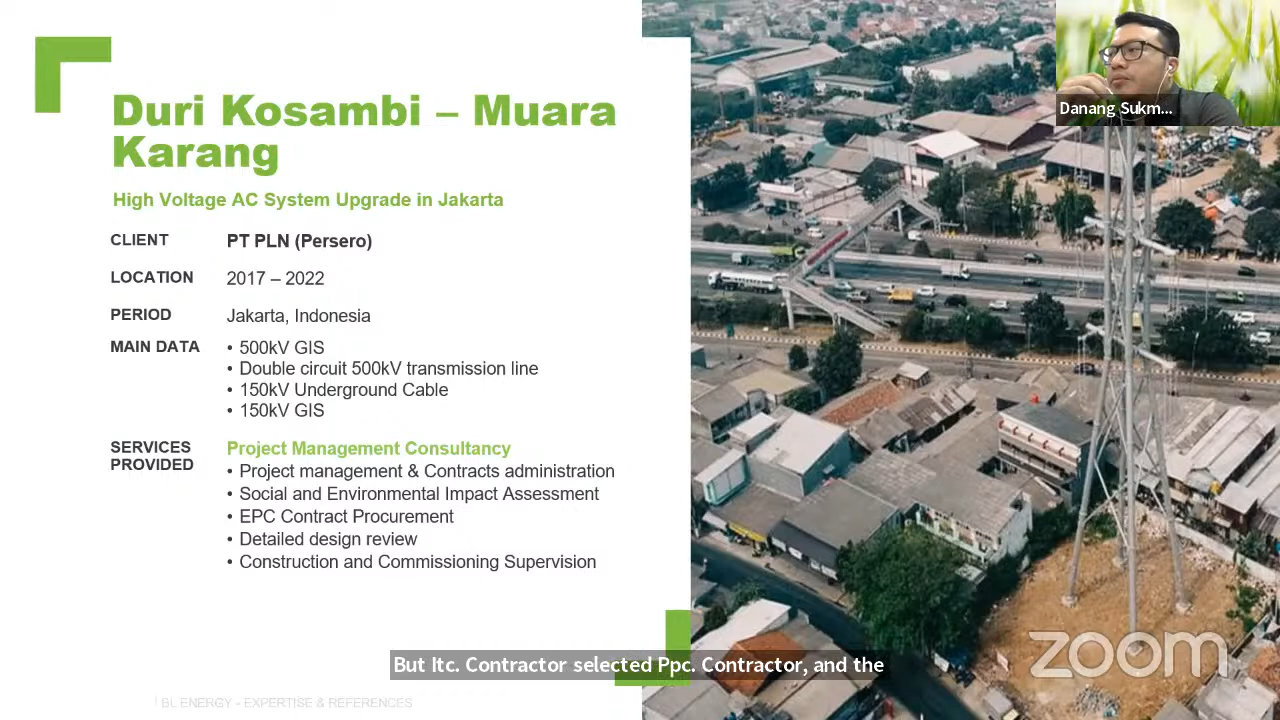 Duri Kosambi – Muara
Karang
High Voltage AC System Upgrade in Jakarta
CLIENT PT PLN (Persero)
LOCATION 2017 – 2022
PERIOD Jakarta, Indonesia
MAIN DATA • 500kV GIS
• Double circuit 500kV transmission line
• 150kV Underground Cable
• 150kV GIS
SERVICES
PROVIDED
Project Management Consultancy
• Project management & Contracts administration
• Social and Environmental Impact Assessment
• EPC Contract Procurement
• Detailed design review
• Construction and Commissioning Supervision
Danang Sukm...
But Itc. Contractor selected Ppc. Contractor, and the
zoom
BL ENERGY - EXPERTISE & REFERENCES